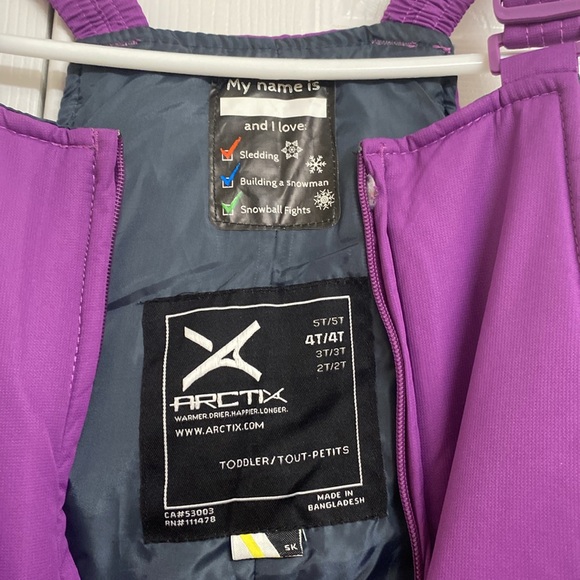 My name is
and I love:
Sledding
Building a snowman
Snowball Fights
5T/5T
4T/4T
3T/3T
2T/2T
ARCTIX
WARMER.DRIER.HAPPIER.LONGER.
WWW.ARCTIX.COM
TODDLER/TOUT-PETITS
CA#53003
RN#111478
MADE IN
BANGLADESH
SK